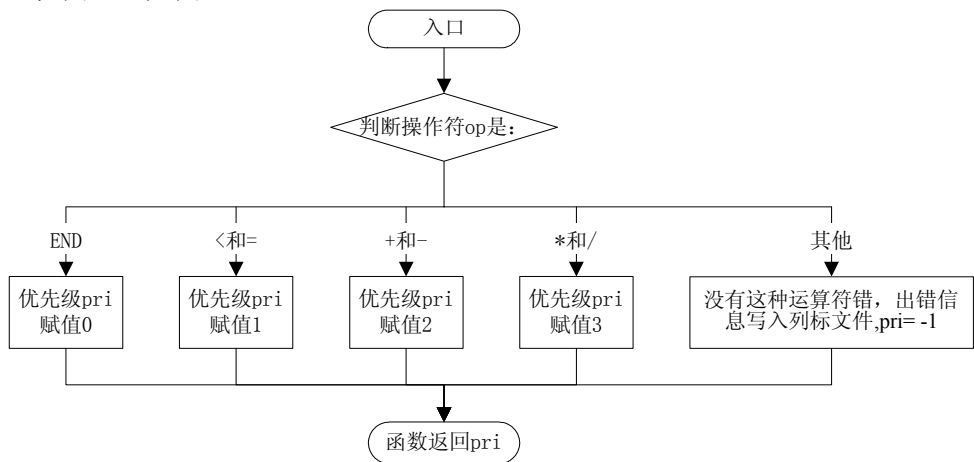 入口
判断操作符op是:
END
<和=
+和-
*和/
其他
优先级pri
赋值0
优先级pri
赋值1
优先级pri
赋值2
优先级pri
赋值3
没有这种运算符错，出错信
息写入列标文件,pri= -1
函数返回pri